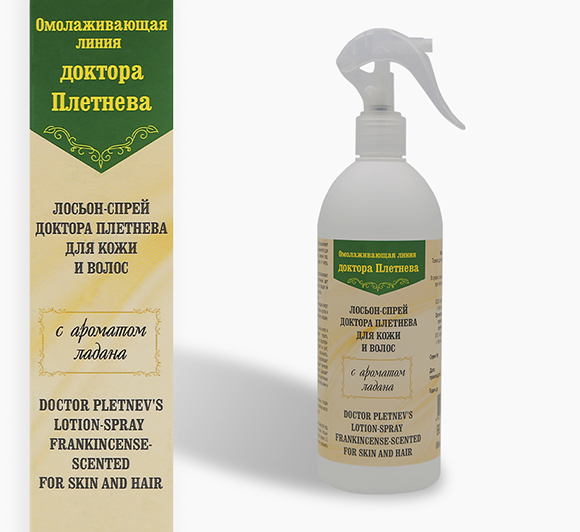 Омолаживающая
линия
доктора
Плетнева
ЛОСЬОН-СПРЕЙ
ДОКТОРА ПЛЕТНЕВА
ДЛЯ КОЖИ
И ВОЛОС
с ароматом
ладана
DOCTOR PLETNEV'S
LOTION-SPRAY
FRANKINCENSE-
SCENTED
FOR SKIN AND HAIR
Омолаживающая линия
доктора Плетнева
ЛОСЬОН-СПРЕЙ
ДОКТОРА ПЛЕТНЕВА
ДЛЯ КОЖИ
И ВОЛОС
с ароматом
ладана
DOCTOR PLETNEV'S
LOTION-SPRAY
FRANKINCENSE-SCENTED
FOR SKIN AND HAIR